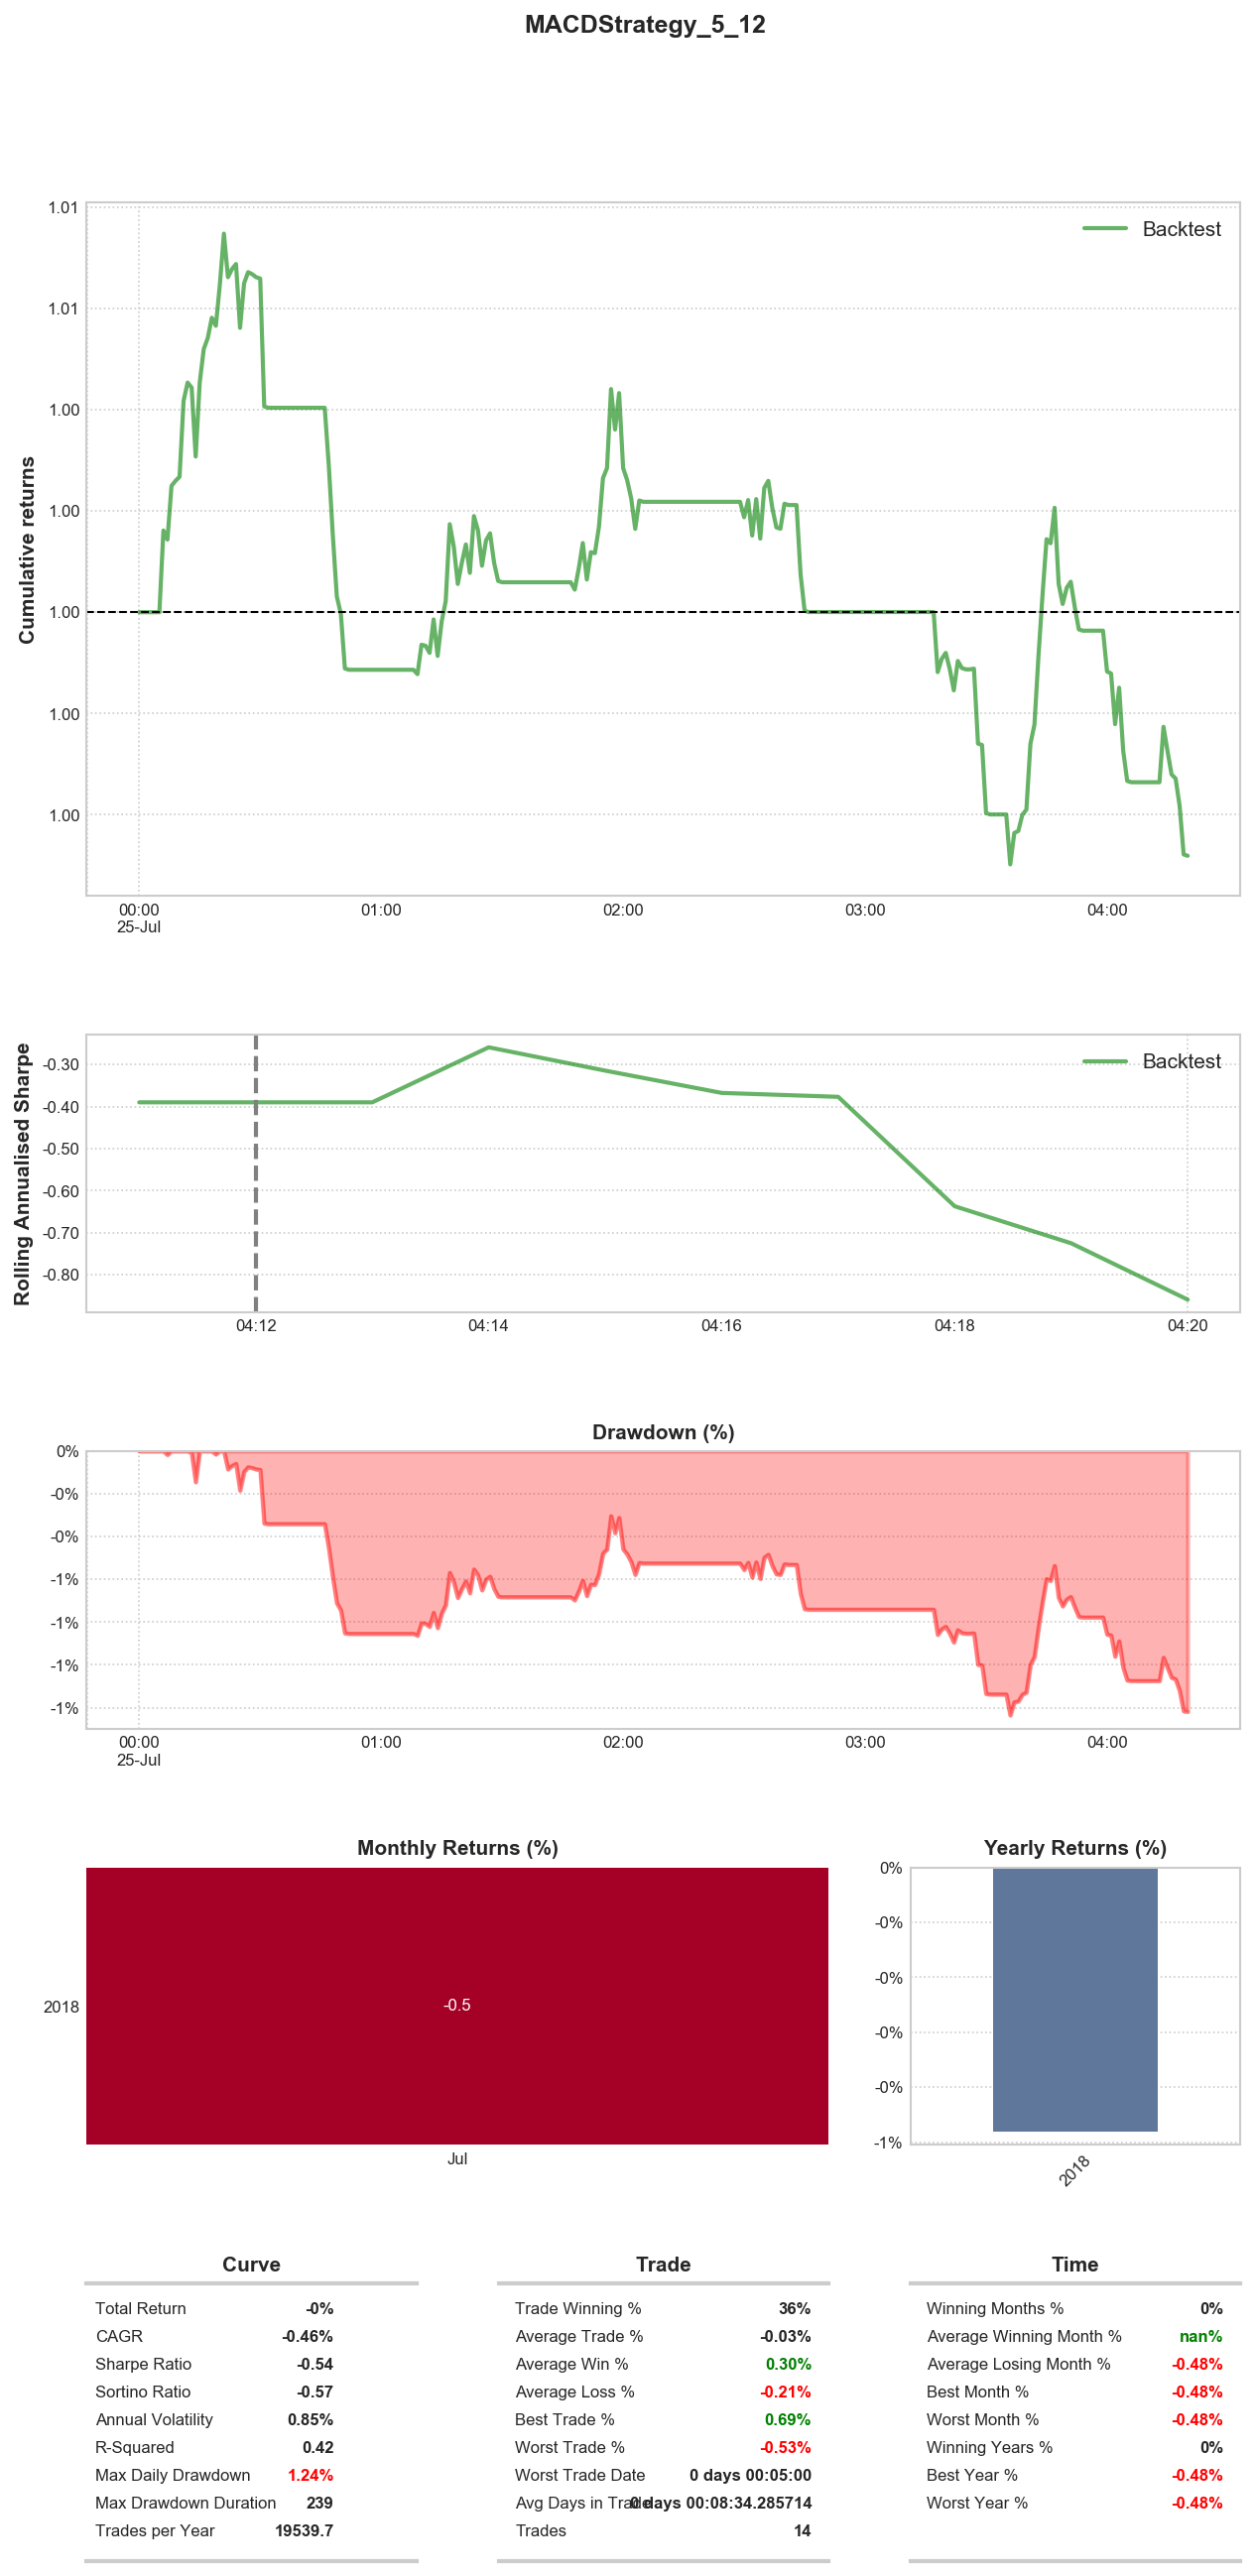 MACDStrategy_5_12
Cumulative returns
1.01
1.01
1.00
1.00
1.00
1.00
1.00
Backtest
00:00
25-Jul
01:00
02:00
03:00
04:00
Rolling Annualised Sharpe
-0.30
-0.40
-0.50
-0.60
-0.70
-0.80
Backtest
04:12
04:14
04:16
04:18
04:20
Drawdown (%)
0%
-0%
-0%
-1%
-1%
-1%
-1%
00:00
25-Jul
01:00
02:00
03:00
04:00
Monthly Returns (%)
2018
-0.5
Jul
Yearly Returns (%)
0%
-0%
-0%
-0%
-0%
-1%
2018
Curve
Total Return -0%
CAGR -0.46%
Sharpe Ratio -0.54
Sortino Ratio -0.57
Annual Volatility 0.85%
R-Squared 0.42
Max Daily Drawdown 1.24%
Max Drawdown Duration 239
Trades per Year 19539.7
Trade
Trade Winning % 36%
Average Trade % -0.03%
Average Win % 0.30%
Average Loss % -0.21%
Best Trade % 0.69%
Worst Trade % -0.53%
Worst Trade Date 0 days 00:05:00
Avg Days in Trade 0 days 00:08:34.285714
Trades 14
Time
Winning Months % 0%
Average Winning Month % nan%
Average Losing Month % -0.48%
Best Month % -0.48%
Worst Month % -0.48%
Winning Years % 0%
Best Year % -0.48%
Worst Year % -0.48%